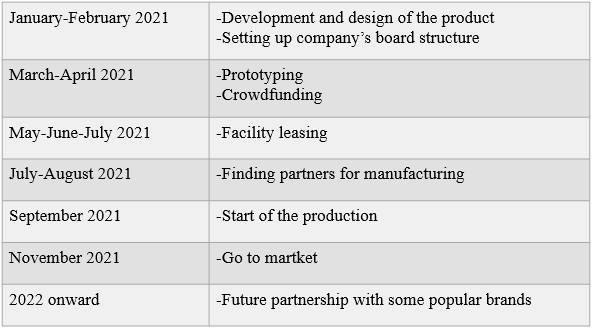 January-February 2021
-Development and design of the product
-Setting up company’s board structure
March-April 2021
-Prototyping
-Crowdfunding
May-June-July 2021
-Facility leasing
July-August 2021
-Finding partners for manufacturing
September 2021
-Start of the production
November 2021
-Go to martket
2022 onward
-Future partnership with some popular brands